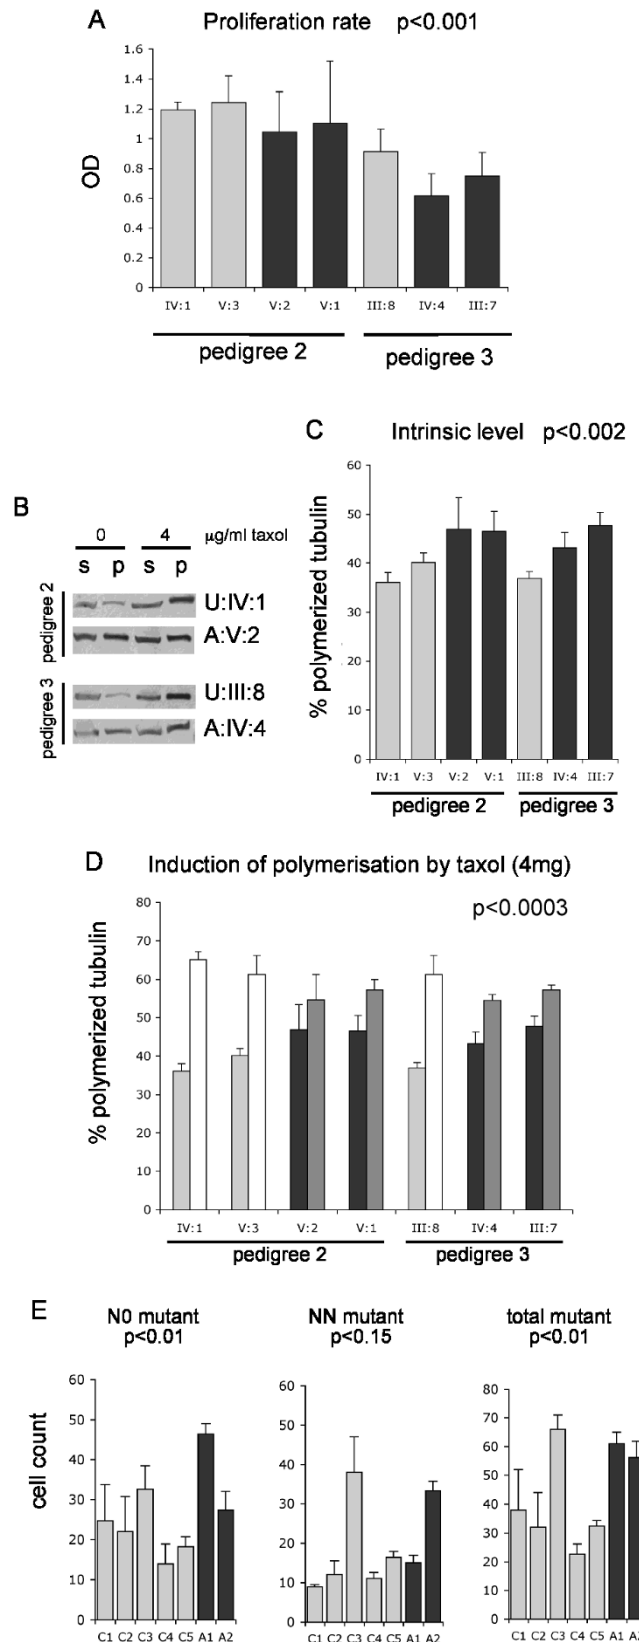 A Proliferation rate p<0.001
1.6
1.4
1.2
1
0.8
0.6
0.4
0.2
0
OD
IV:1 V:3 V:2 V:1 III:8 IV:4 III:7
pedigree 2 pedigree 3
B
0 4 µg/ml taxol
s p s p
pedigree 2
U:IV:1
A:V:2
pedigree 3
U:III:8
A:IV:4
C Intrinsic level p<0.002
60
50
40
30
20
10
0
% polymerized tubulin
IV:1 V:3 V:2 V:1 III:8 IV:4 III:7
pedigree 2 pedigree 3
D Induction of polymerisation by taxol (4mg)
p<0.0003
80
70
60
50
40
30
20
10
0
% polymerized tubulin
IV:1 V:3 V:2 V:1 III:8 IV:4 III:7
pedigree 2 pedigree 3
E
N0 mutant
p<0.01
60
50
40
30
20
10
0
cell count
C1 C2 C3 C4 C5 A1 A2
NN mutant
p<0.15
60
50
40
30
20
10
0
C1 C2 C3 C4 C5 A1 A2
total mutant
p<0.01
80
70
60
50
40
30
20
10
0
C1 C2 C3 C4 C5 A1 A2